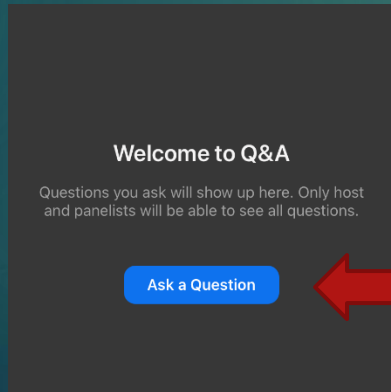 Welcome to Q&A
Questions you ask will show up here. Only host
and panelists will be able to see all questions.
Ask a Question